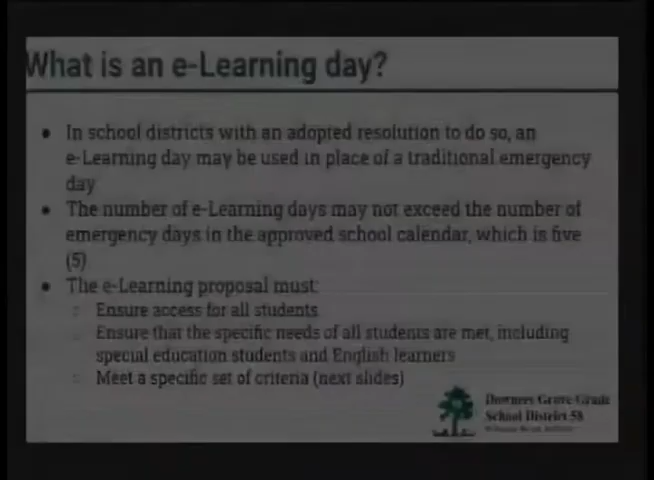 What is an e-Learning day?
● In school districts with an adopted resolution to do so, an
e-Learning day may be used in place of a traditional emergency
day
● The number of e-Learning days may not exceed the number of
emergency days in the approved school calendar, which is five
(5)
● The e-Learning proposal must:
Ensure access for all students
Ensure that the specific needs of all students are met, including
special education students and English learners
Meet a specific set of criteria (next slides)
Downers Grove Grade
School District 58